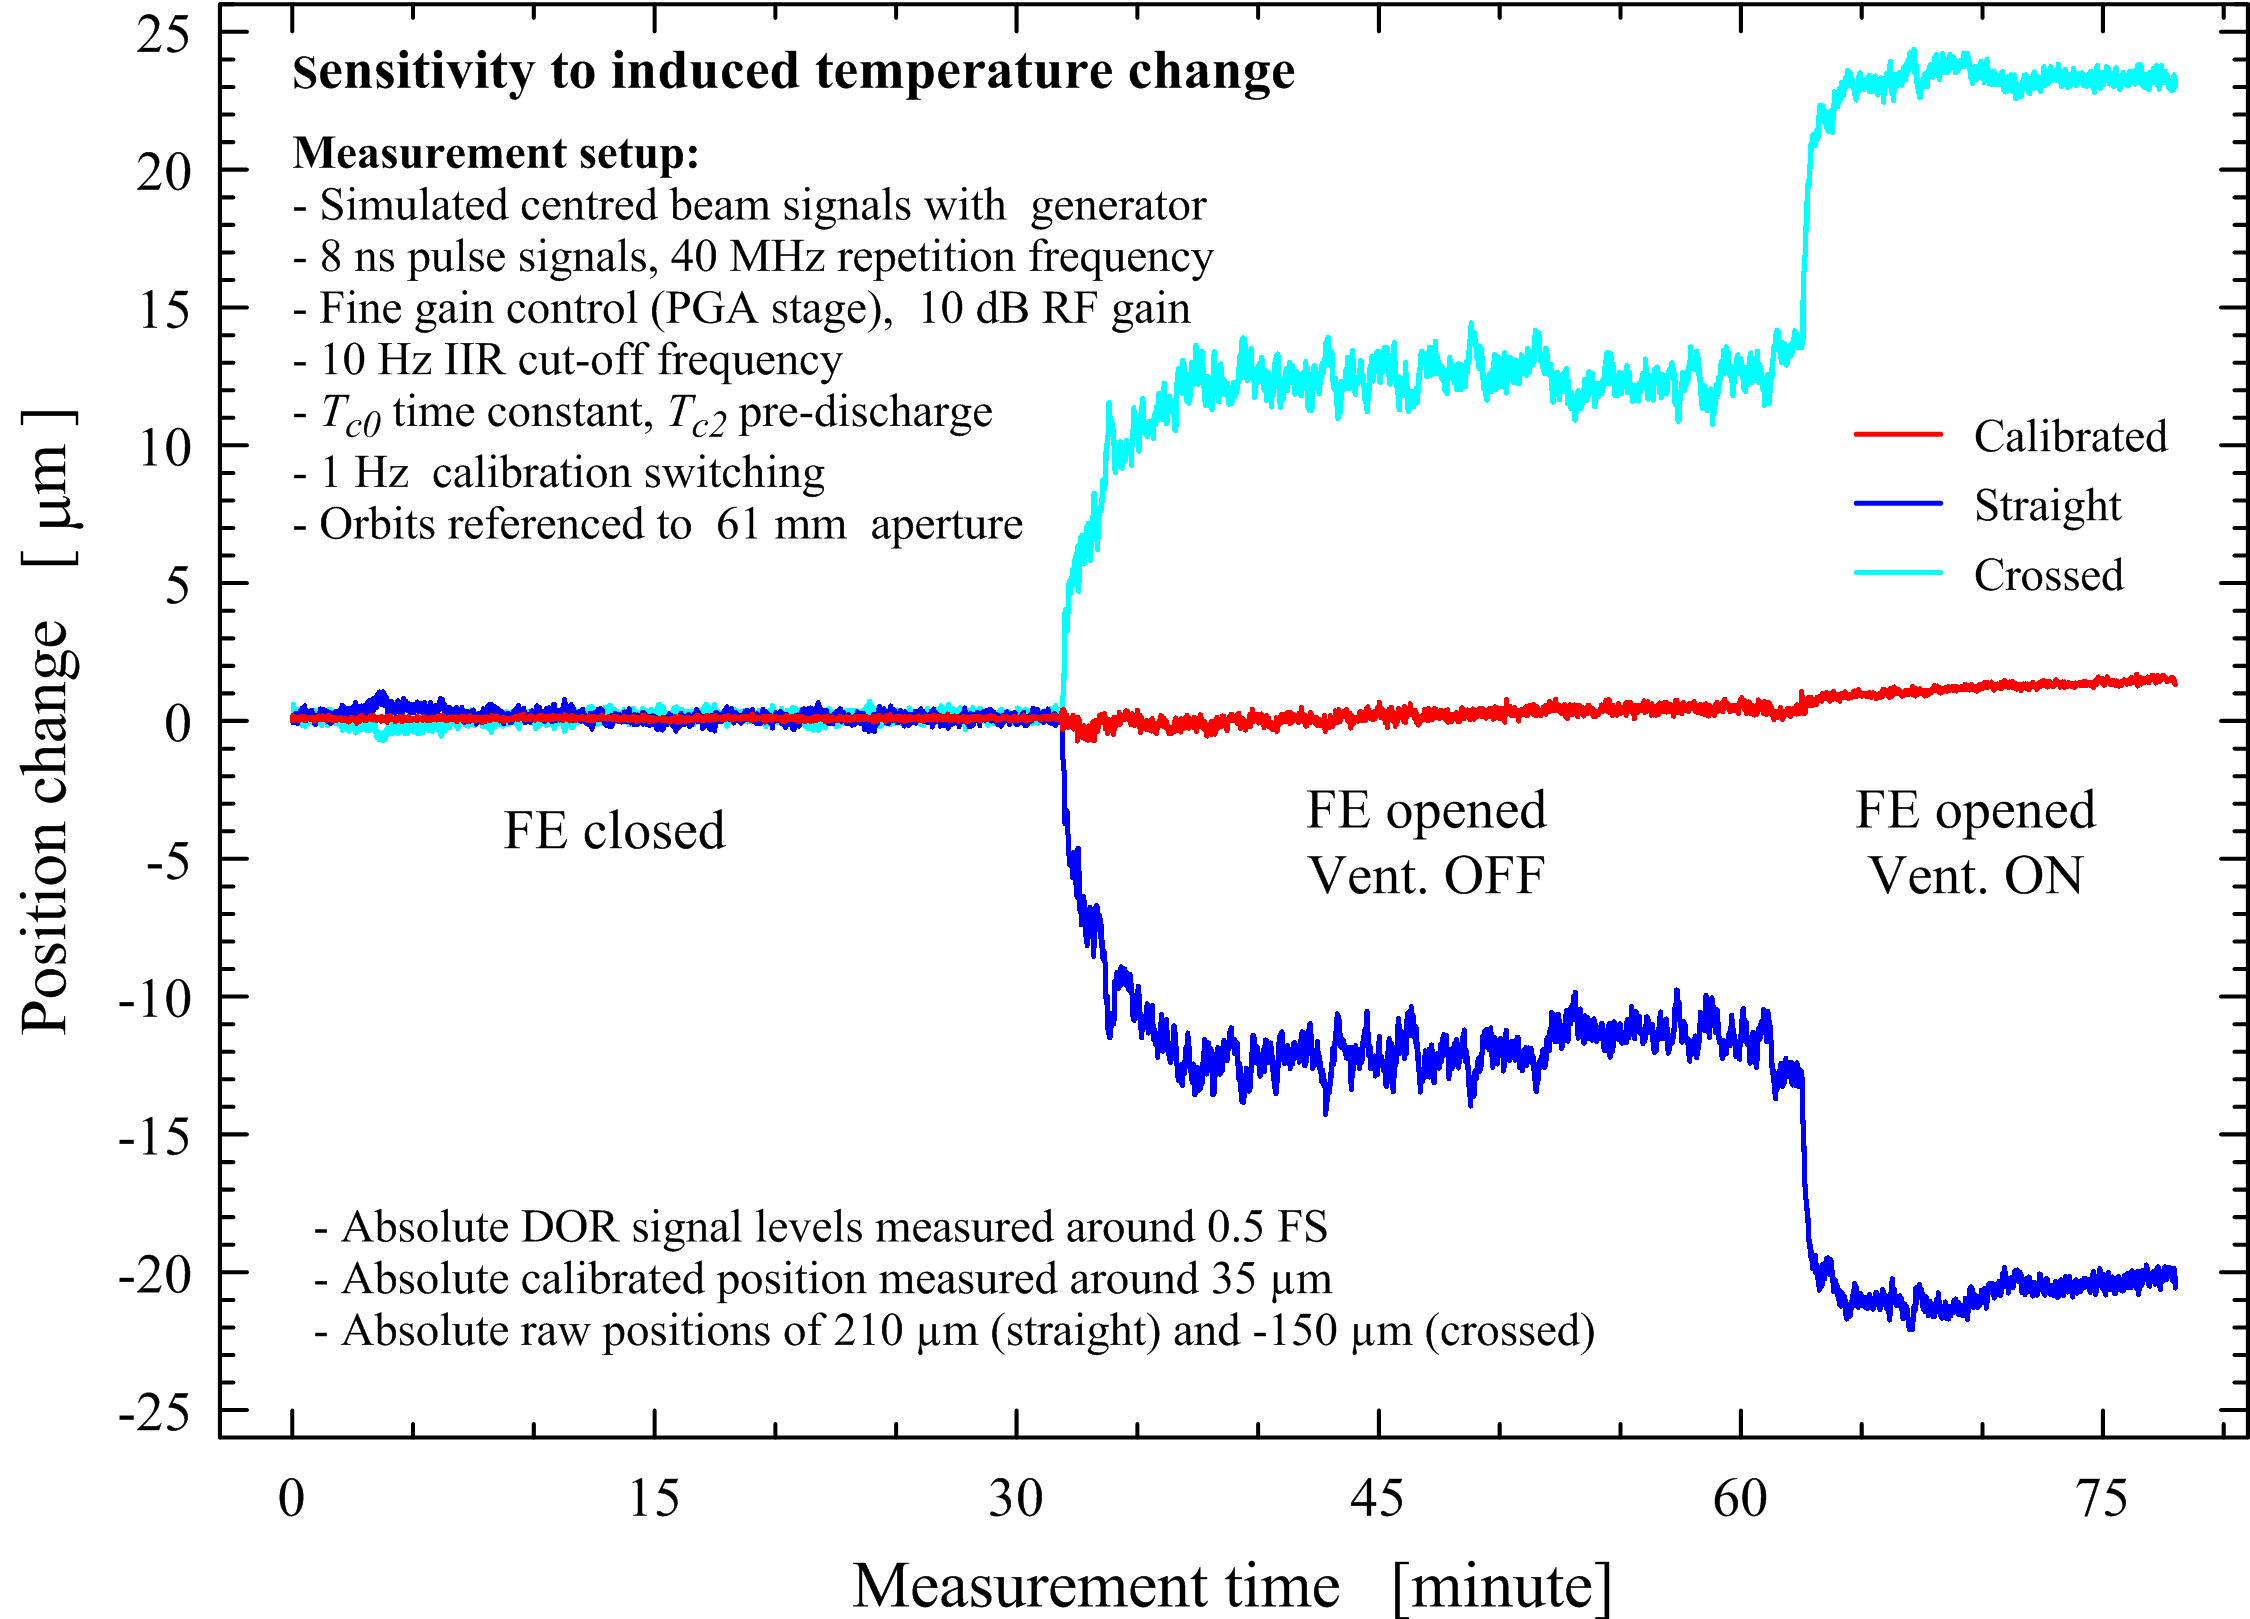 Sensitivity to induced temperature change
Measurement setup:
- Simulated centred beam signals with generator
- 8 ns pulse signals, 40 MHz repetition frequency
- Fine gain control (PGA stage), 10 dB RF gain
- 10 Hz IIR cut-off frequency
- Tc0 time constant, Tc2 pre-discharge
- 1 Hz calibration switching
- Orbits referenced to 61 mm aperture
Calibrated
Straight
Crossed
FE closed
FE opened
Vent. OFF
FE opened
Vent. ON
- Absolute DOR signal levels measured around 0.5 FS
- Absolute calibrated position measured around 35 µm
- Absolute raw positions of 210 µm (straight) and -150 µm (crossed)
Position change [ µm ]
25
20
15
10
5
0
-5
-10
-15
-20
-25
0 15 30 45 60 75
Measurement time [minute]